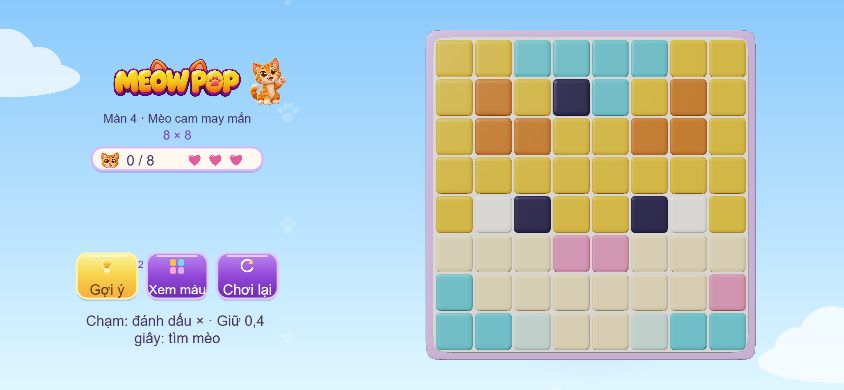 MEOW POP
Màn 4 · Mèo cam may mắn
8 × 8
0 / 8
Gợi ý
2
Xem màu
Chơi lại
Chạm: đánh dấu × · Giữ 0,4
giây: tìm mèo